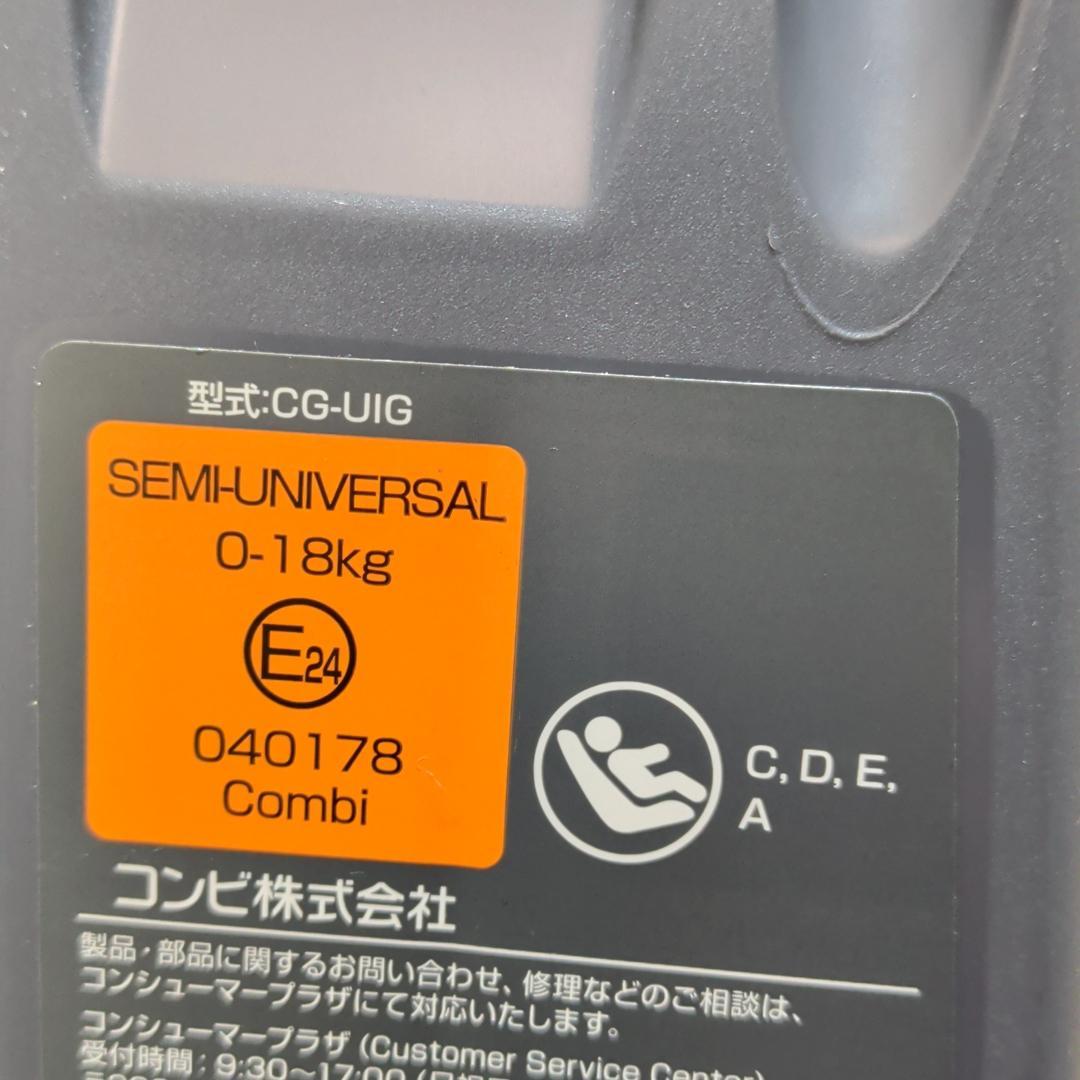 型式:CG-UIG
SEMI-UNIVERSAL
0-18kg
E24
040178
Combi
C, D, E,
A
コンビ株式会社
製品・部品に関するお問い合わせ、修理などのご相談は、
コンシューマープラザにて対応いたします。
コンシューマープラザ (Customer Service Center)
受付時間：9:30～17:00